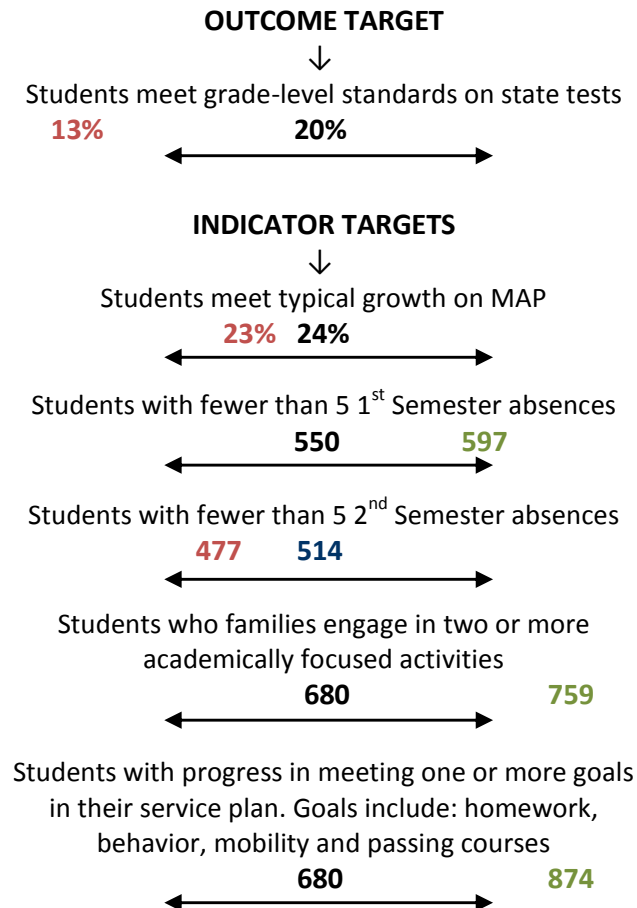 OUTCOME TARGET
↓
Students meet grade-level standards on state tests
13% 20%
INDICATOR TARGETS
↓
Students meet typical growth on MAP
23% 24%
Students with fewer than 5 1st Semester absences
550 597
Students with fewer than 5 2nd Semester absences
477 514
Students who families engage in two or more
academically focused activities
680 759
Students with progress in meeting one or more goals
in their service plan. Goals include: homework,
behavior, mobility and passing courses
680 874